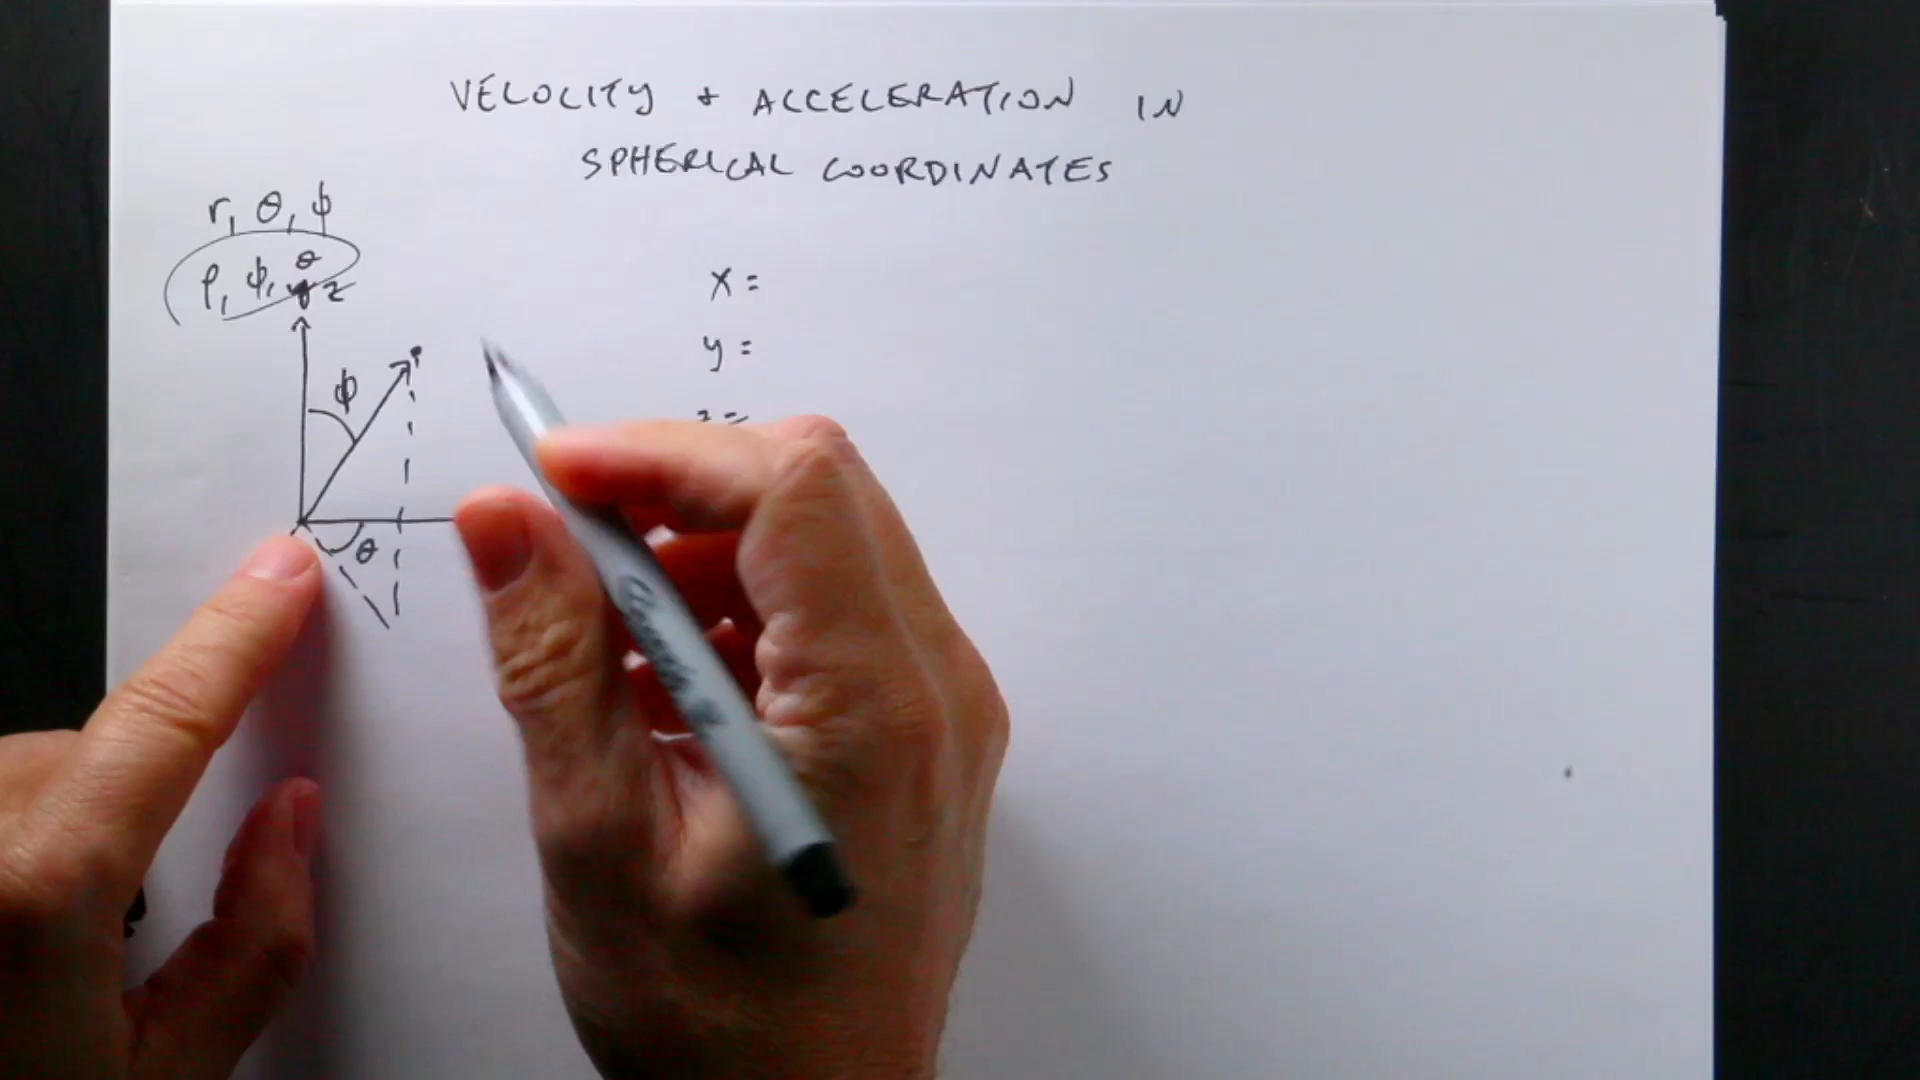 VELOCITY + ACCELERATION IN
SPHERICAL COORDINATES
r, θ, ϕ
ρ, ϕ, θ
z
x =
y =
z =
ϕ
θ